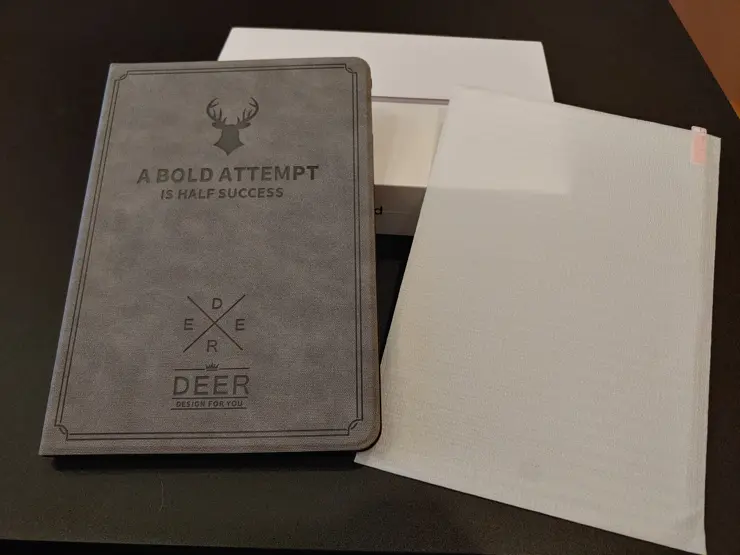 A BOLD ATTEMPT
IS HALF SUCCESS
D
E E
R
DEER
DESIGN FOR YOU
d